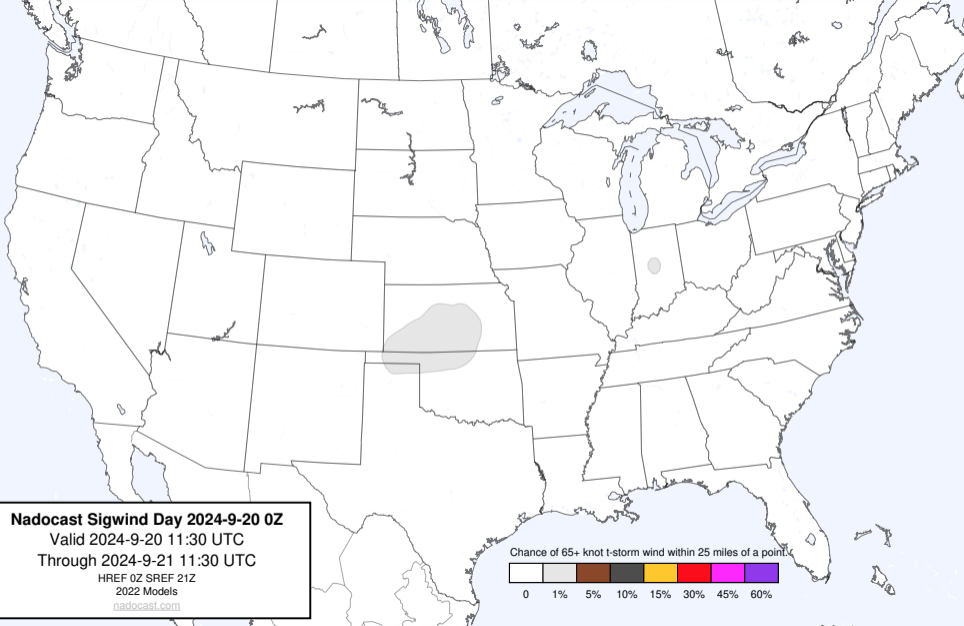 Nadocast Sigwind Day 2024-9-20 0Z
Valid 2024-9-20 11:30 UTC
Through 2024-9-21 11:30 UTC
HREF 0Z SREF 21Z
2022 Models
nadocast.com
Chance of 65+ knot t-storm wind within 25 miles of a point.
0 1% 5% 10% 15% 30% 45% 60%